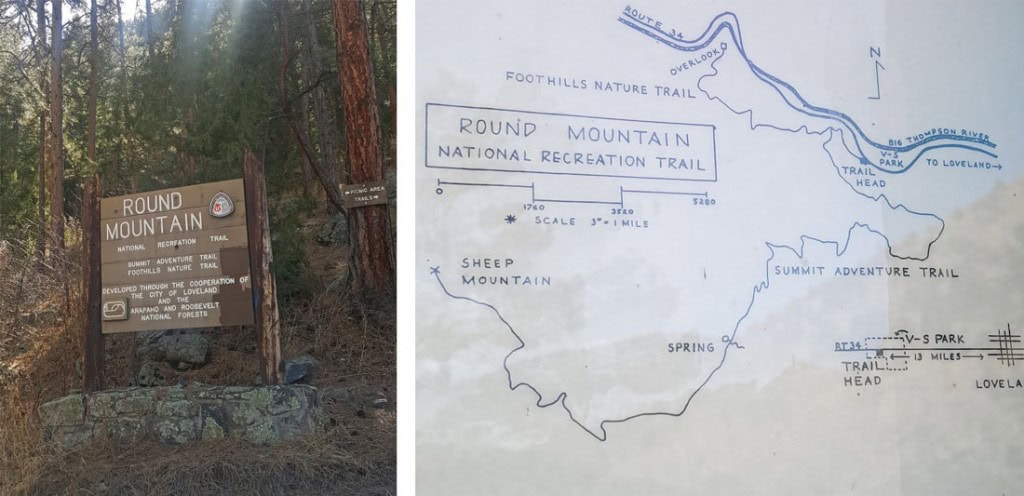 ROUND
MOUNTAIN
NATIONAL RECREATION TRAIL
SUMMIT ADVENTURE TRAIL
FOOTHILLS NATURE TRAIL
DEVELOPED THROUGH THE COOPERATION OF
THE CITY OF LOVELAND
AND THE
ARAPAHO AND ROOSEVELT
NATIONAL FORESTS
PICNIC AREA
TRAILS
ROUTE 34
OVERLOOK
N
FOOTHILLS NATURE TRAIL
ROUND MOUNTAIN
NATIONAL RECREATION TRAIL
BIG THOMPSON RIVER
V-S
PARK
TO LOVELAND→
TRAIL
HEAD
0 1760 3520 5280
* SCALE 3"=1 MILE
SHEEP
MOUNTAIN
SUMMIT ADVENTURE TRAIL
SPRING
RT 34
V-S PARK
←13 MILES→
TRAIL
HEAD
LOVELA